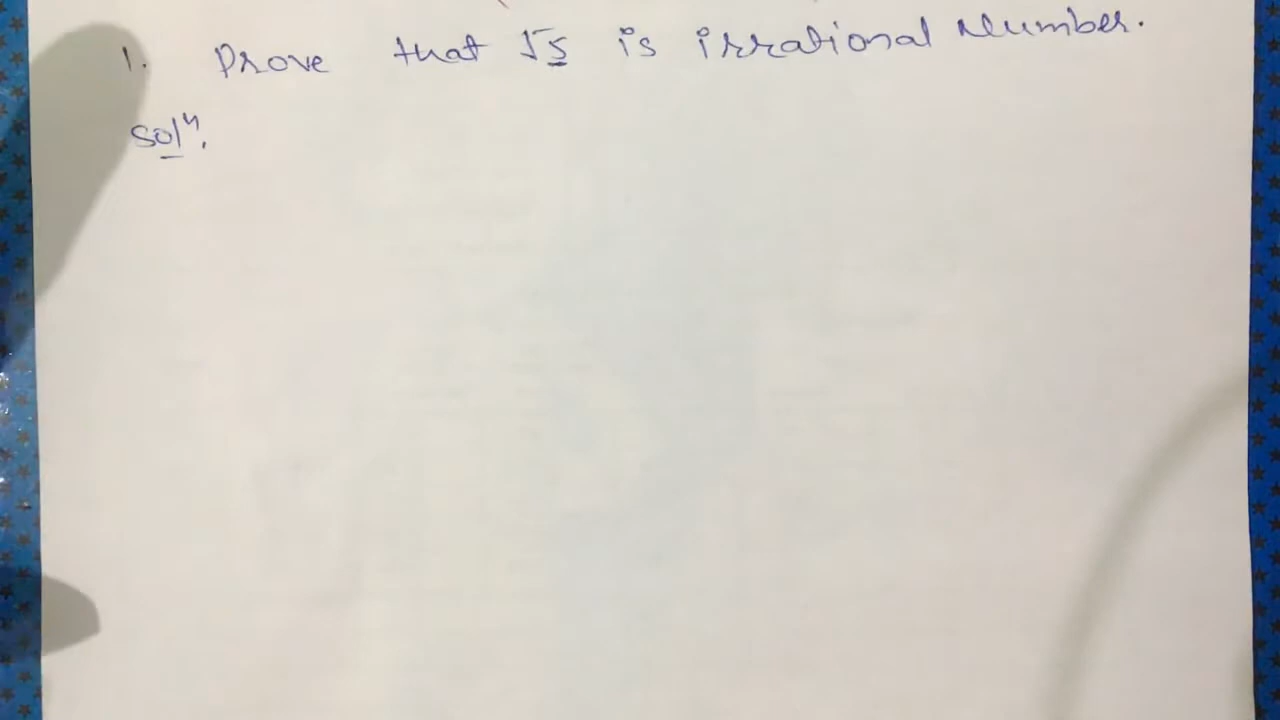 1. Prove that √5 is irrational Number.
Solⁿ.